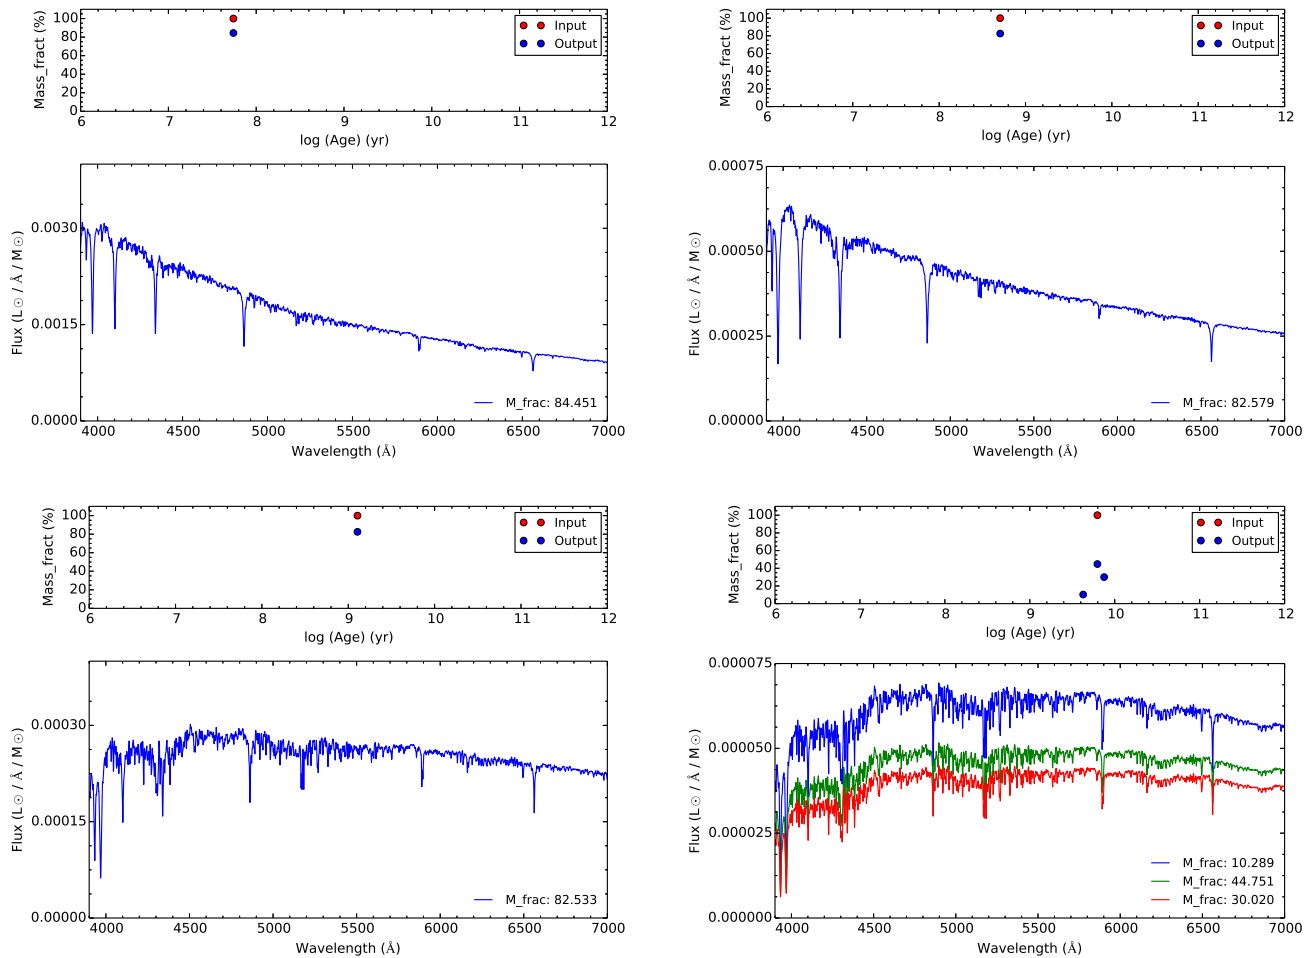 Mass_fract (%)
100
80
60
40
20
0
Input
Output
6 7 8 9 10 11 12
log (Age) (yr)
Flux (L☉ / Å / M☉)
0.0030
0.0015
0.0000
M_frac: 84.451
4000 4500 5000 5500 6000 6500 7000
Wavelength (Å)
Mass_fract (%)
100
80
60
40
20
0
Input
Output
6 7 8 9 10 11 12
log (Age) (yr)
Flux (L☉ / Å / M☉)
0.00075
0.00050
0.00025
0.00000
M_frac: 82.579
4000 4500 5000 5500 6000 6500 7000
Wavelength (Å)
Mass_fract (%)
100
80
60
40
20
0
Input
Output
6 7 8 9 10 11 12
log (Age) (yr)
Flux (L☉ / Å / M☉)
0.00030
0.00015
0.00000
M_frac: 82.533
4000 4500 5000 5500 6000 6500 7000
Wavelength (Å)
Mass_fract (%)
100
80
60
40
20
0
Input
Output
6 7 8 9 10 11 12
log (Age) (yr)
Flux (L☉ / Å / M☉)
0.000075
0.000050
0.000025
0.000000
M_frac: 10.289
M_frac: 44.751
M_frac: 30.020
4000 4500 5000 5500 6000 6500 7000
Wavelength (Å)